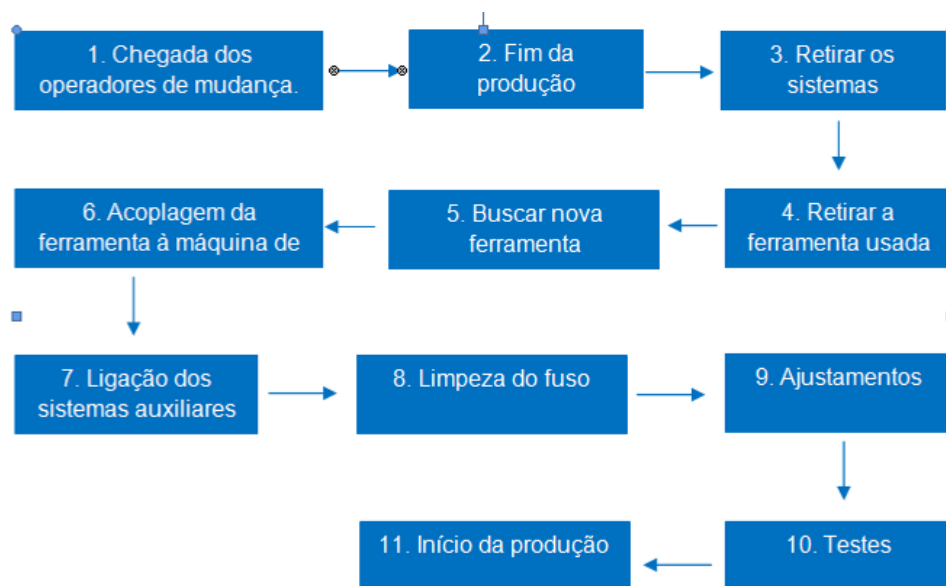 1. Chegada dos
operadores de mudança.
2. Fim da
produção
3. Retirar os
sistemas
4. Retirar a
ferramenta usada
5. Buscar nova
ferramenta
6. Acoplagem da
ferramenta à máquina de
7. Ligação dos
sistemas auxiliares
8. Limpeza do fuso
9. Ajustamentos
10. Testes
11. Início da produção